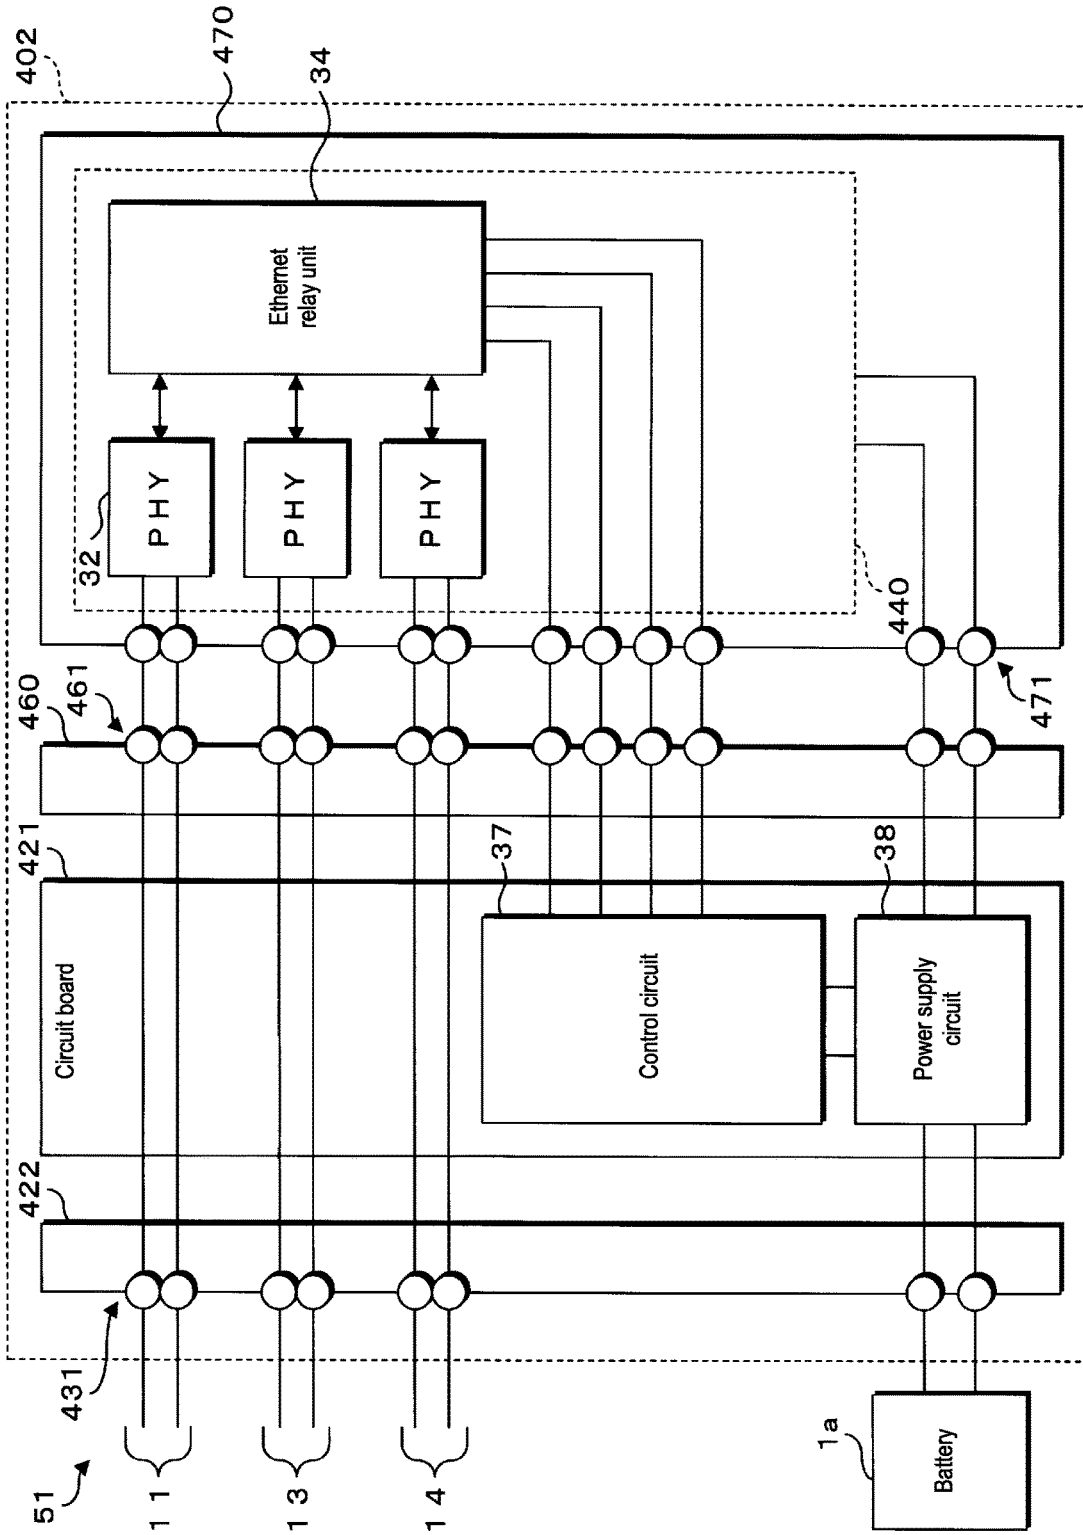 402
470
34
Ethernet
relay unit
32
PHY
PHY
PHY
440
471
460
461
421
Circuit board
37
Control circuit
38
Power supply
circuit
422
431
51
11
13
14
1a
Battery